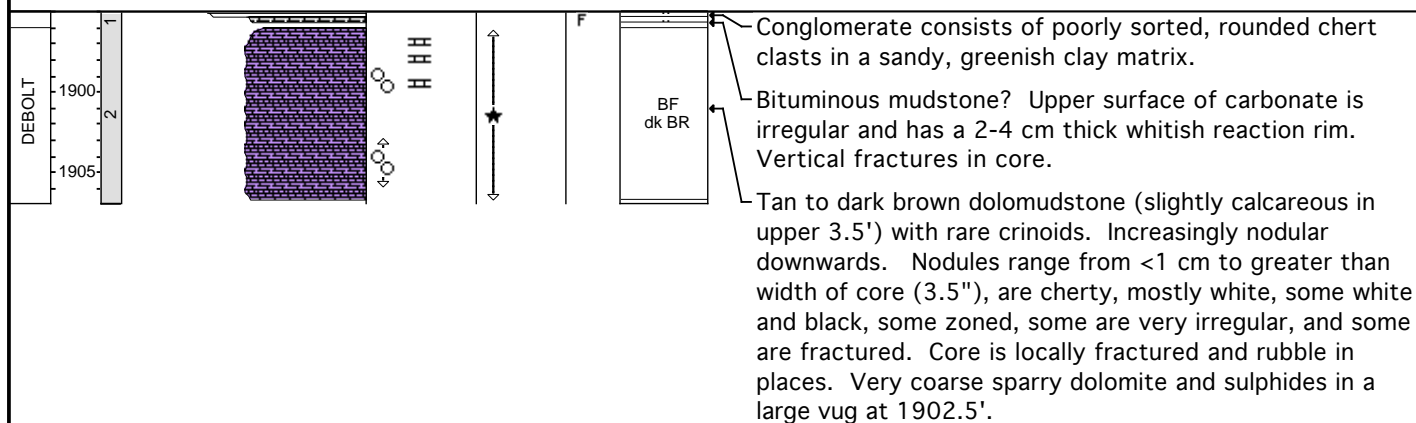 1
F
Conglomerate consists of poorly sorted, rounded chert
clasts in a sandy, greenish clay matrix.
DEBOLT
1900
1905
2
BF
dk BR
Bituminous mudstone?  Upper surface of carbonate is
irregular and has a 2-4 cm thick whitish reaction rim.
Vertical fractures in core.
Tan to dark brown dolomudstone (slightly calcareous in
upper 3.5') with rare crinoids.  Increasingly nodular
downwards.   Nodules range from <1 cm to greater than
width of core (3.5"), are cherty, mostly white, some white
and black, some zoned, some are very irregular, and some
are fractured.  Core is locally fractured and rubble in
places.  Very coarse sparry dolomite and sulphides in a
large vug at 1902.5'.